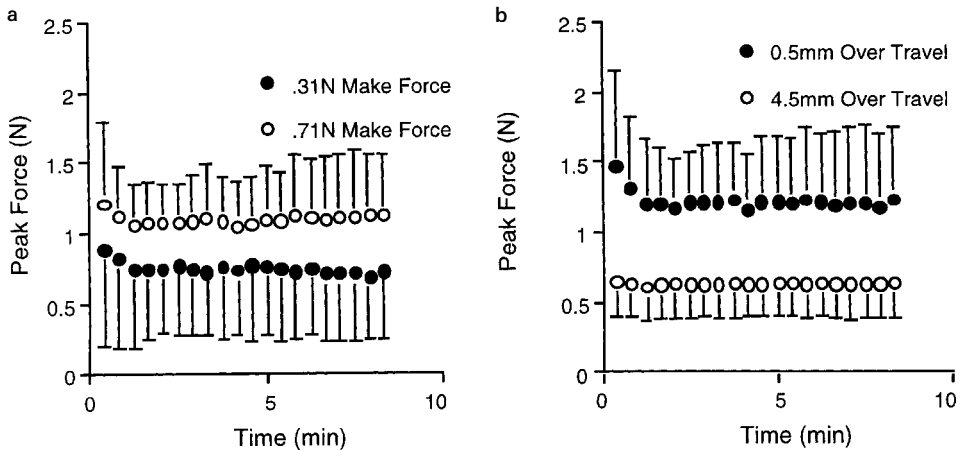 a
2.5
2
1.5
1
0.5
0
0
5
10
Peak Force (N)
Time (min)
.31N Make Force
.71N Make Force
b
2.5
2
1.5
1
0.5
0
0
5
10
Peak Force (N)
Time (min)
0.5mm Over Travel
4.5mm Over Travel